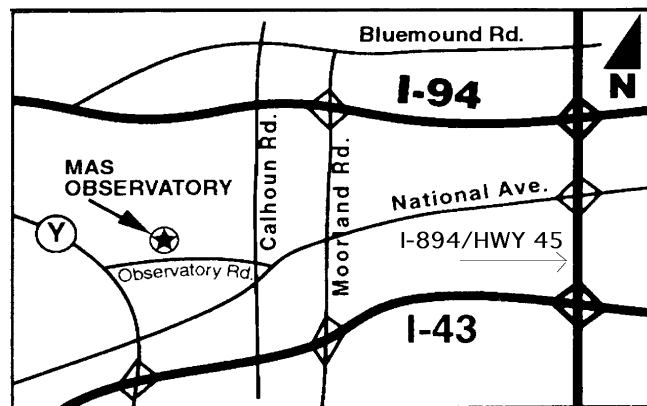 Bluemound Rd.
I-94
N
MAS
OBSERVATORY
Calhoun Rd.
Moorland Rd.
National Ave.
Y
I-894/HWY 45
Observatory Rd.
I-43